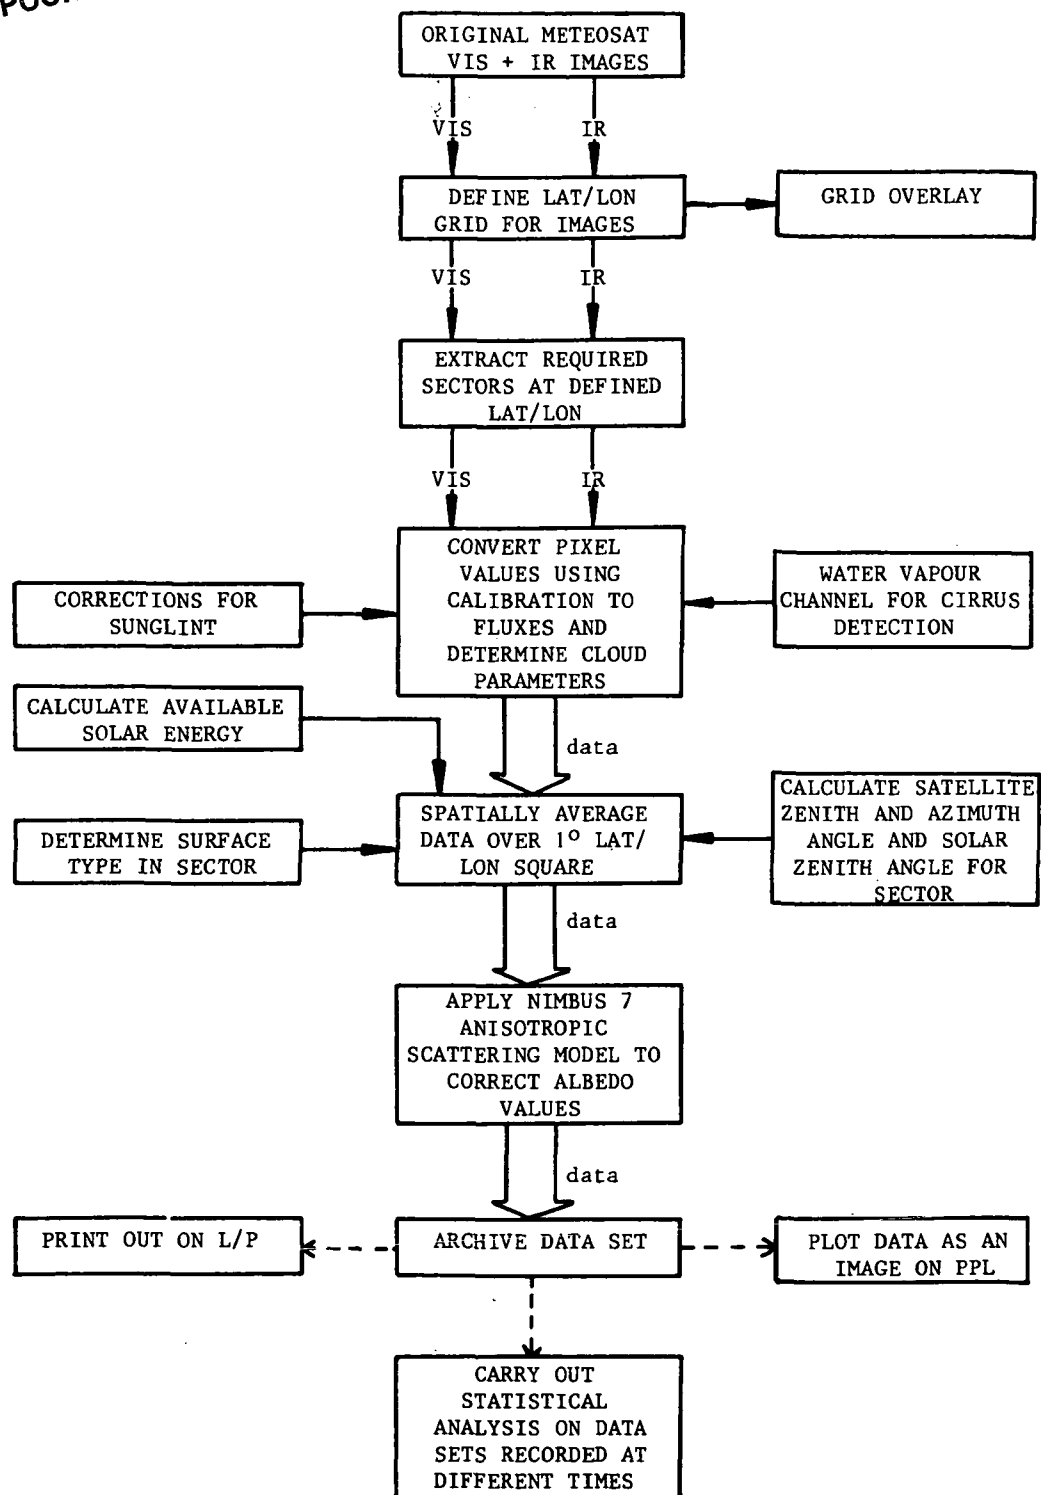 ORIGINAL METEOSAT
VIS + IR IMAGES
VIS
IR
DEFINE LAT/LON
GRID FOR IMAGES
GRID OVERLAY
VIS
IR
EXTRACT REQUIRED
SECTORS AT DEFINED
LAT/LON
VIS
IR
CONVERT PIXEL
VALUES USING
CALIBRATION TO
FLUXES AND
DETERMINE CLOUD
PARAMETERS
CORRECTIONS FOR
SUNGLINT
WATER VAPOUR
CHANNEL FOR CIRRUS
DETECTION
CALCULATE AVAILABLE
SOLAR ENERGY
data
SPATIALLY AVERAGE
DATA OVER 1° LAT/
LON SQUARE
DETERMINE SURFACE
TYPE IN SECTOR
CALCULATE SATELLITE
ZENITH AND AZIMUTH
ANGLE AND SOLAR
ZENITH ANGLE FOR
SECTOR
data
APPLY NIMBUS 7
ANISOTROPIC
SCATTERING MODEL TO
CORRECT ALBEDO
VALUES
data
PRINT OUT ON L/P
ARCHIVE DATA SET
PLOT DATA AS AN
IMAGE ON PPL
CARRY OUT
STATISTICAL
ANALYSIS ON DATA
SETS RECORDED AT
DIFFERENT TIMES